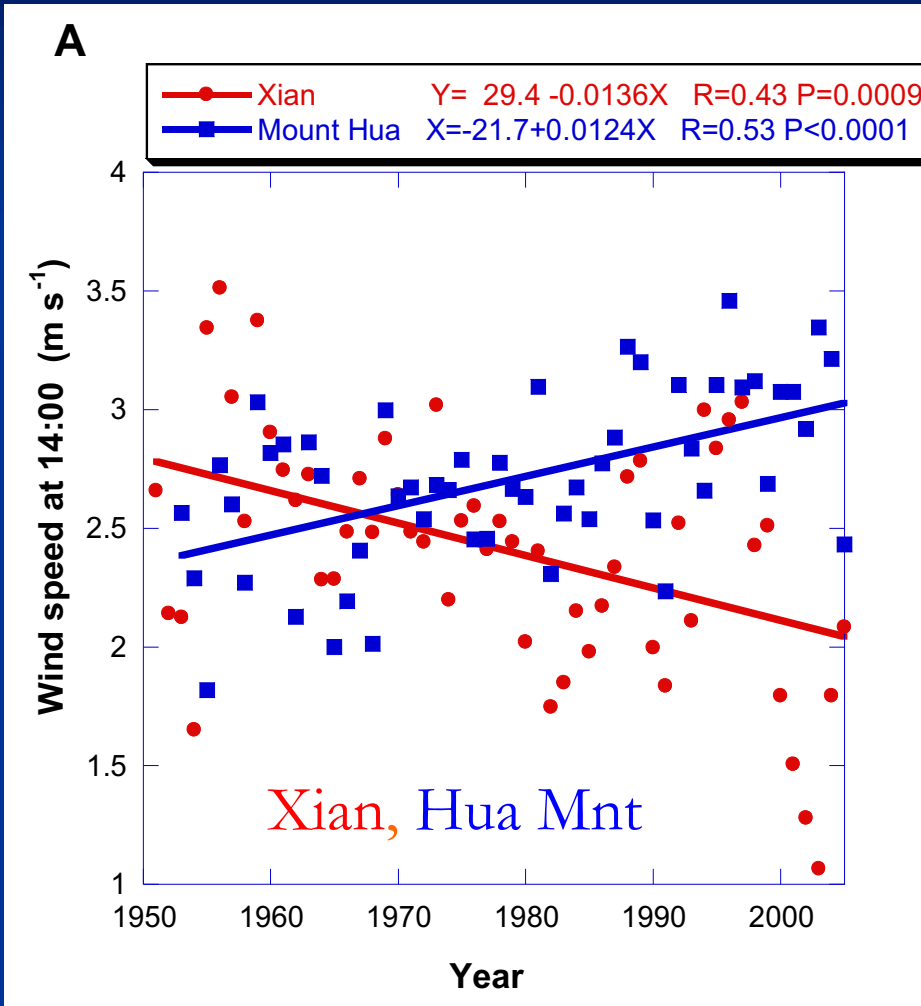 A
Xian Y= 29.4 -0.0136X R=0.43 P=0.0009
Mount Hua X=-21.7+0.0124X R=0.53 P<0.0001
4
3.5
3
2.5
2
1.5
1
Wind speed at 14:00 (m s⁻¹)
Xian, Hua Mnt
1950 1960 1970 1980 1990 2000
Year